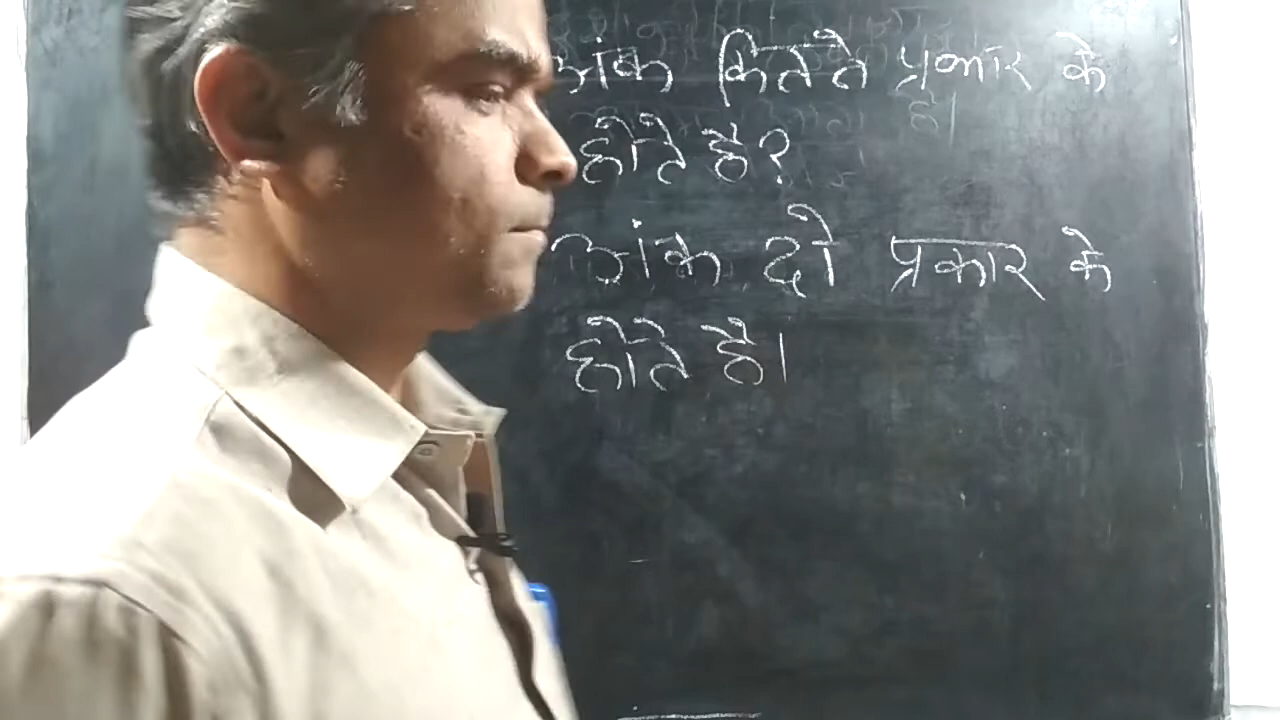 अंक कितने प्रकार के
होते है?
अंक दो प्रकार के
होते है।